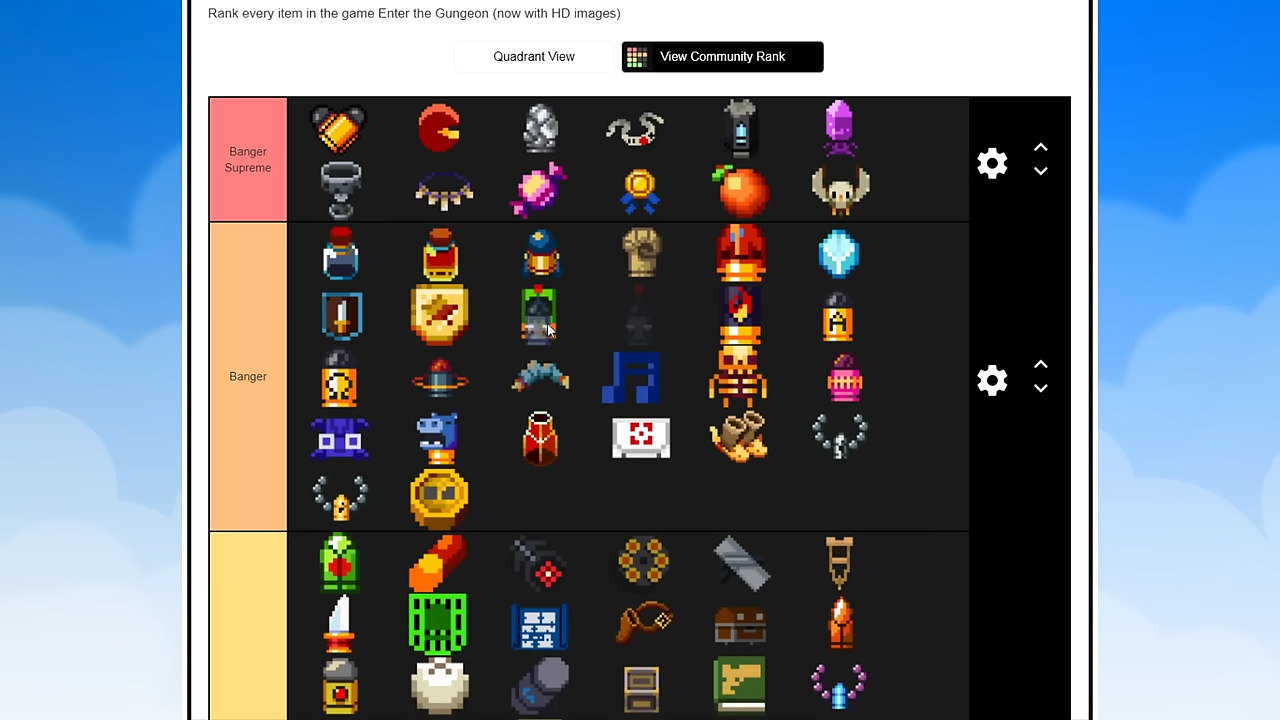 Rank every item in the game Enter the Gungeon (now with HD images)
Quadrant View
View Community Rank
Banger
Supreme
Banger